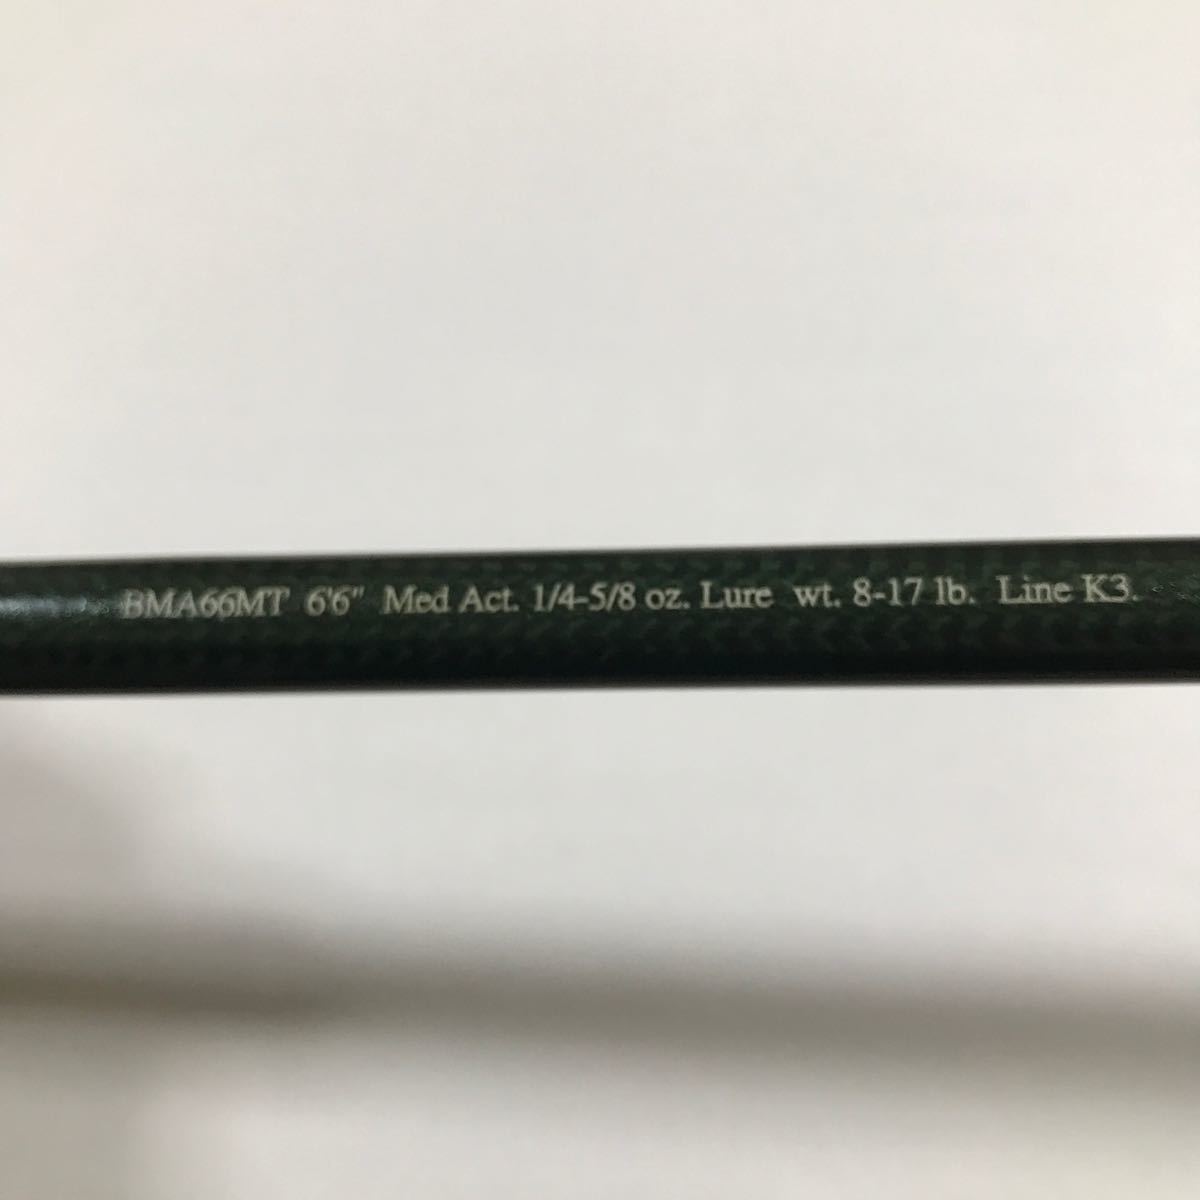 BMA66MT 6'6" Med Act. 1/4-5/8 oz. Lure wt. 8-17 lb. Line K3.